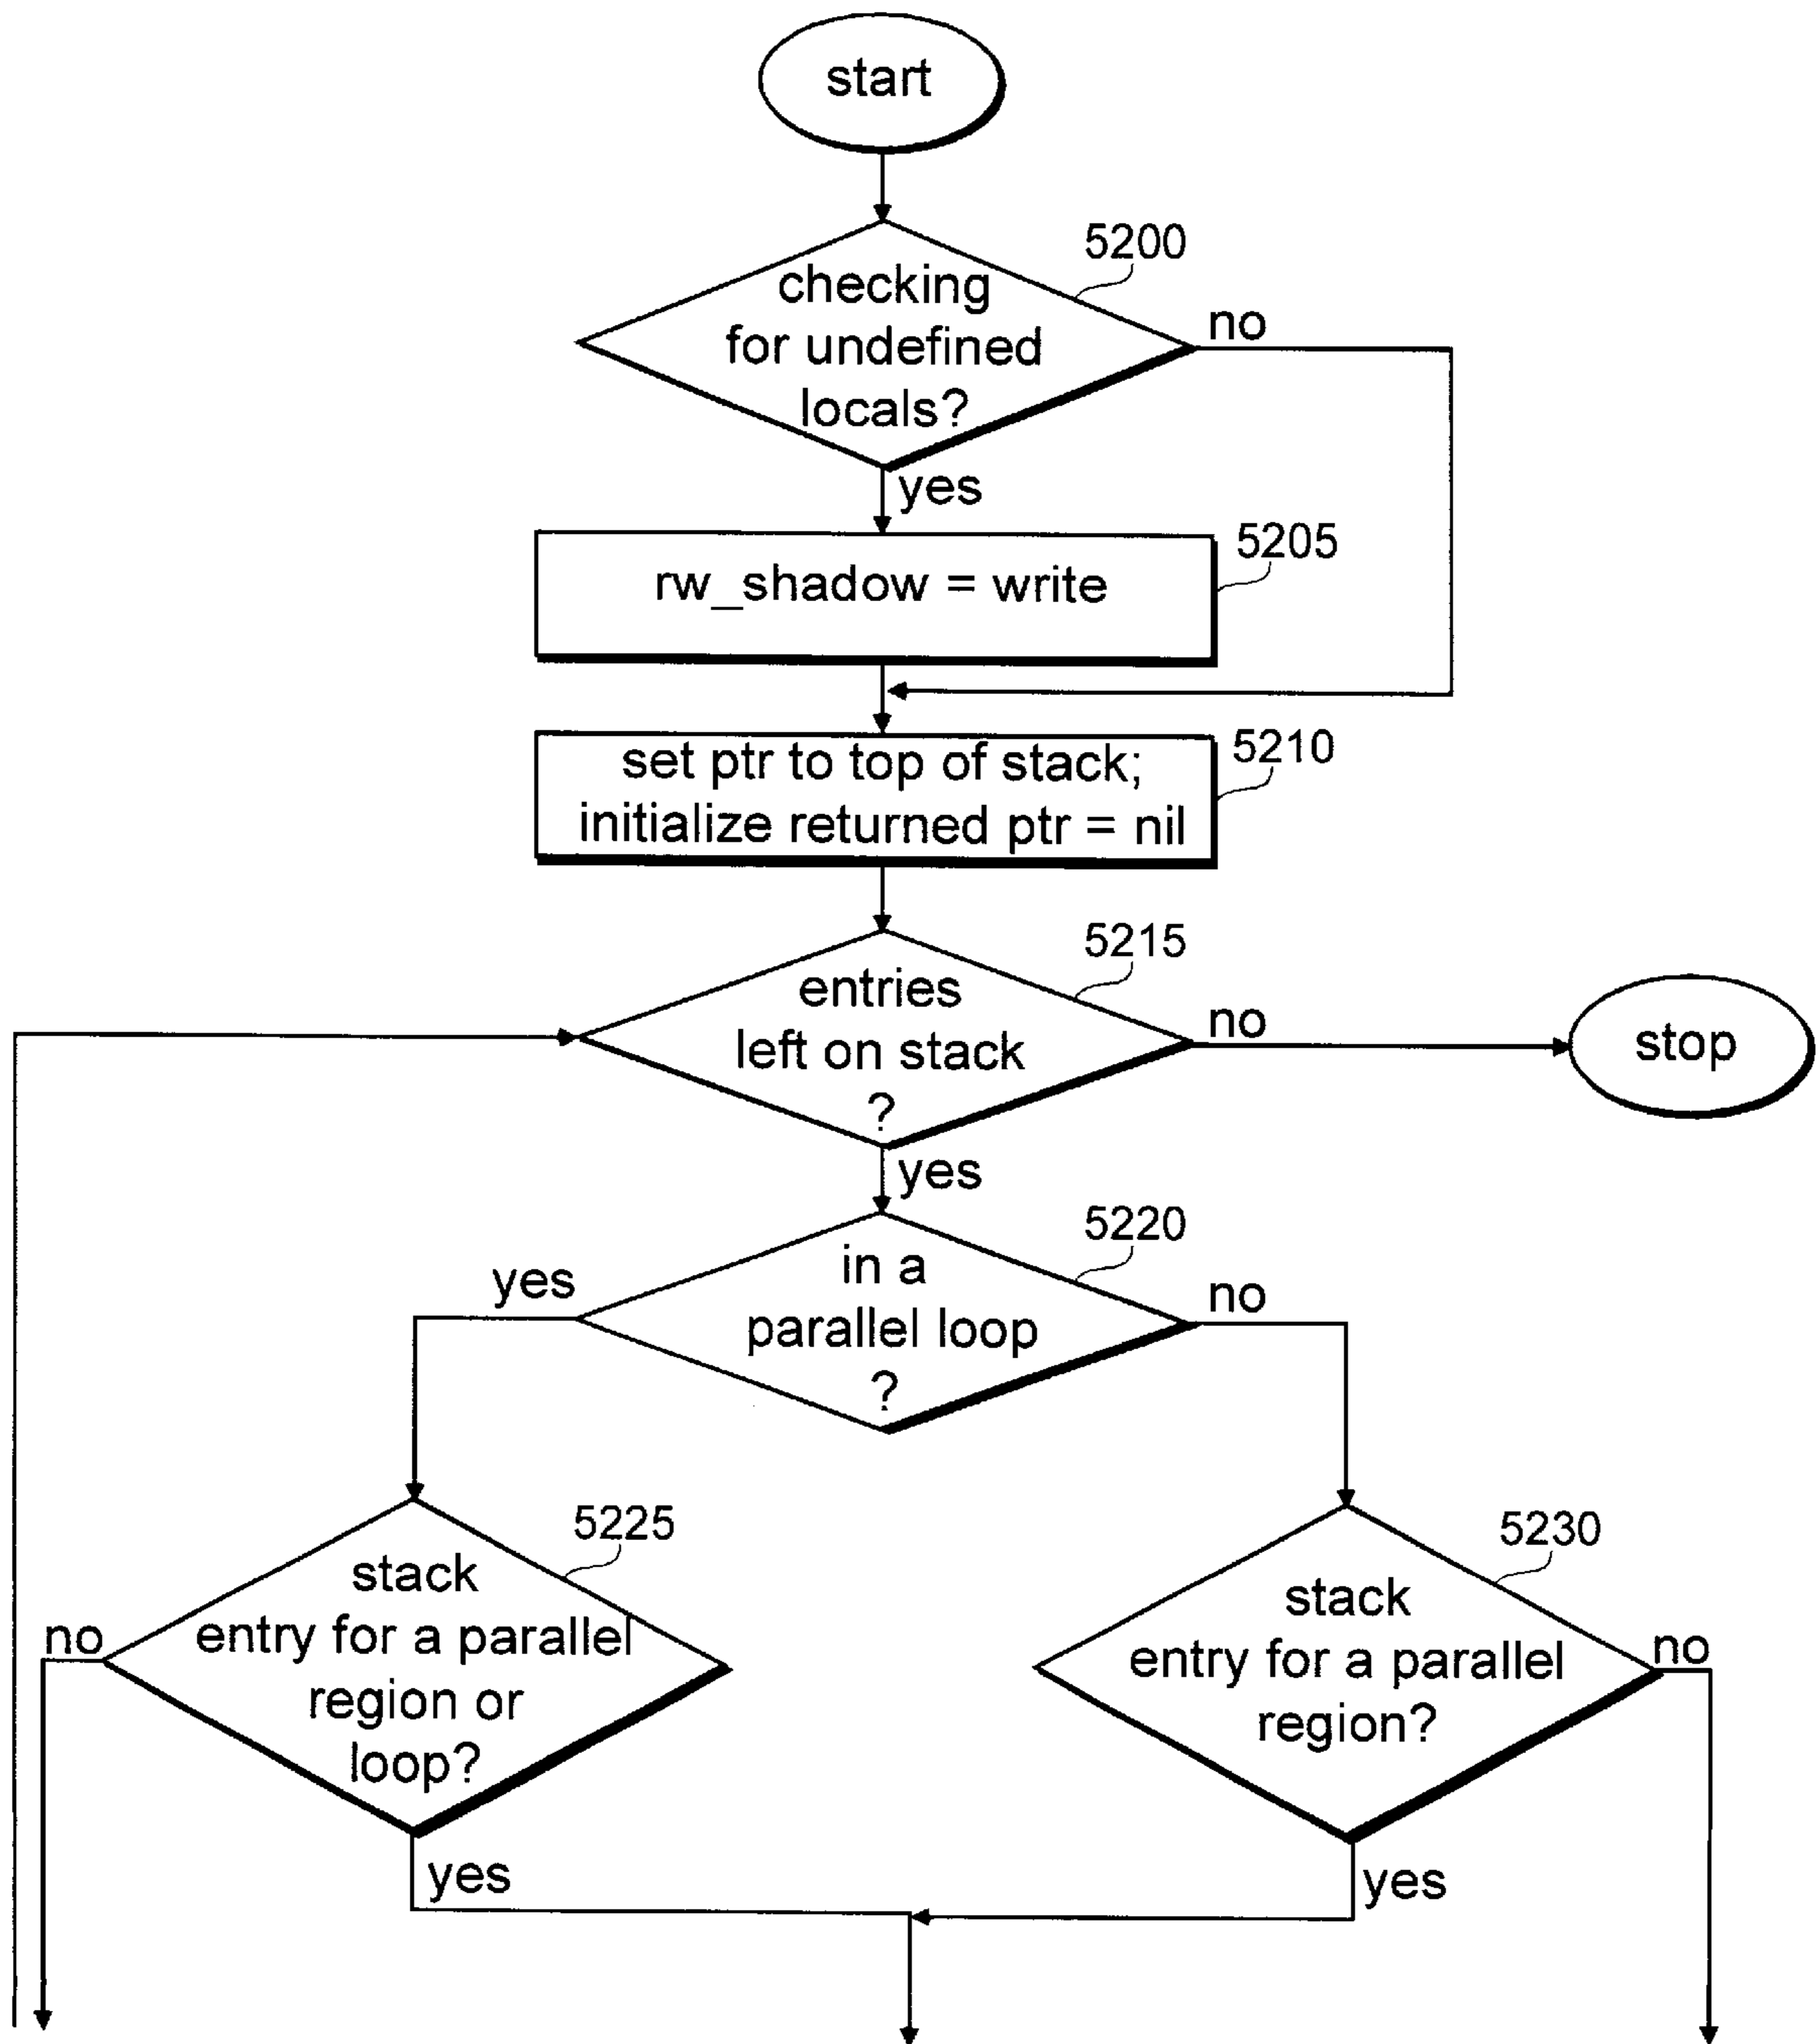 start
5200
checking
for undefined
locals?
no
yes
5205
rw_shadow = write
5210
set ptr to top of stack;
initialize returned ptr = nil
5215
entries
left on stack
?
no
stop
yes
5220
in a
parallel loop
?
yes
no
5225
stack
entry for a parallel
region or
loop?
no
yes
5230
stack
entry for a parallel
region?
no
yes